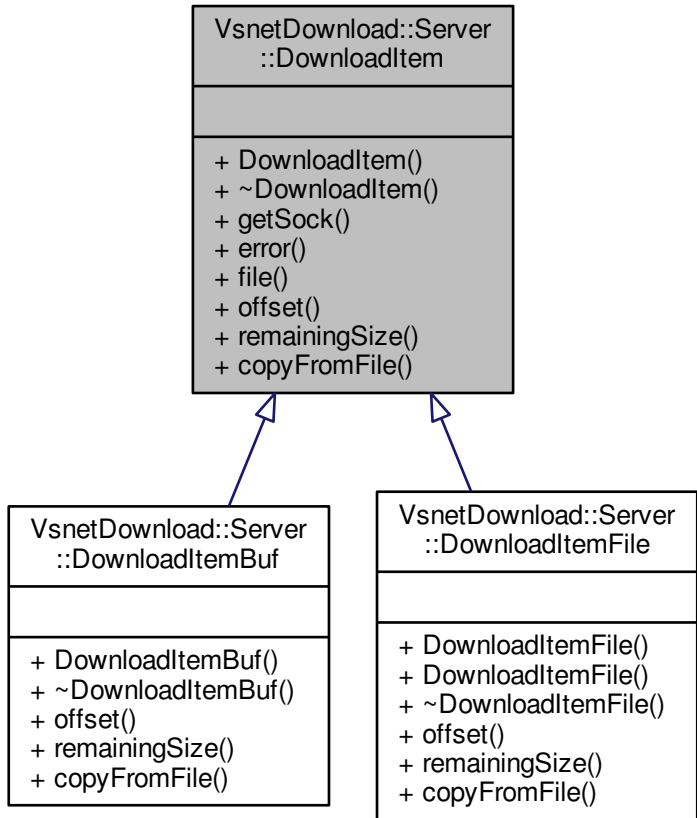 VsnetDownload::Server
::DownloadItem
+ DownloadItem()
+ ~DownloadItem()
+ getSock()
+ error()
+ file()
+ offset()
+ remainingSize()
+ copyFromFile()
VsnetDownload::Server
::DownloadItemBuf
+ DownloadItemBuf()
+ ~DownloadItemBuf()
+ offset()
+ remainingSize()
+ copyFromFile()
VsnetDownload::Server
::DownloadItemFile
+ DownloadItemFile()
+ DownloadItemFile()
+ ~DownloadItemFile()
+ offset()
+ remainingSize()
+ copyFromFile()